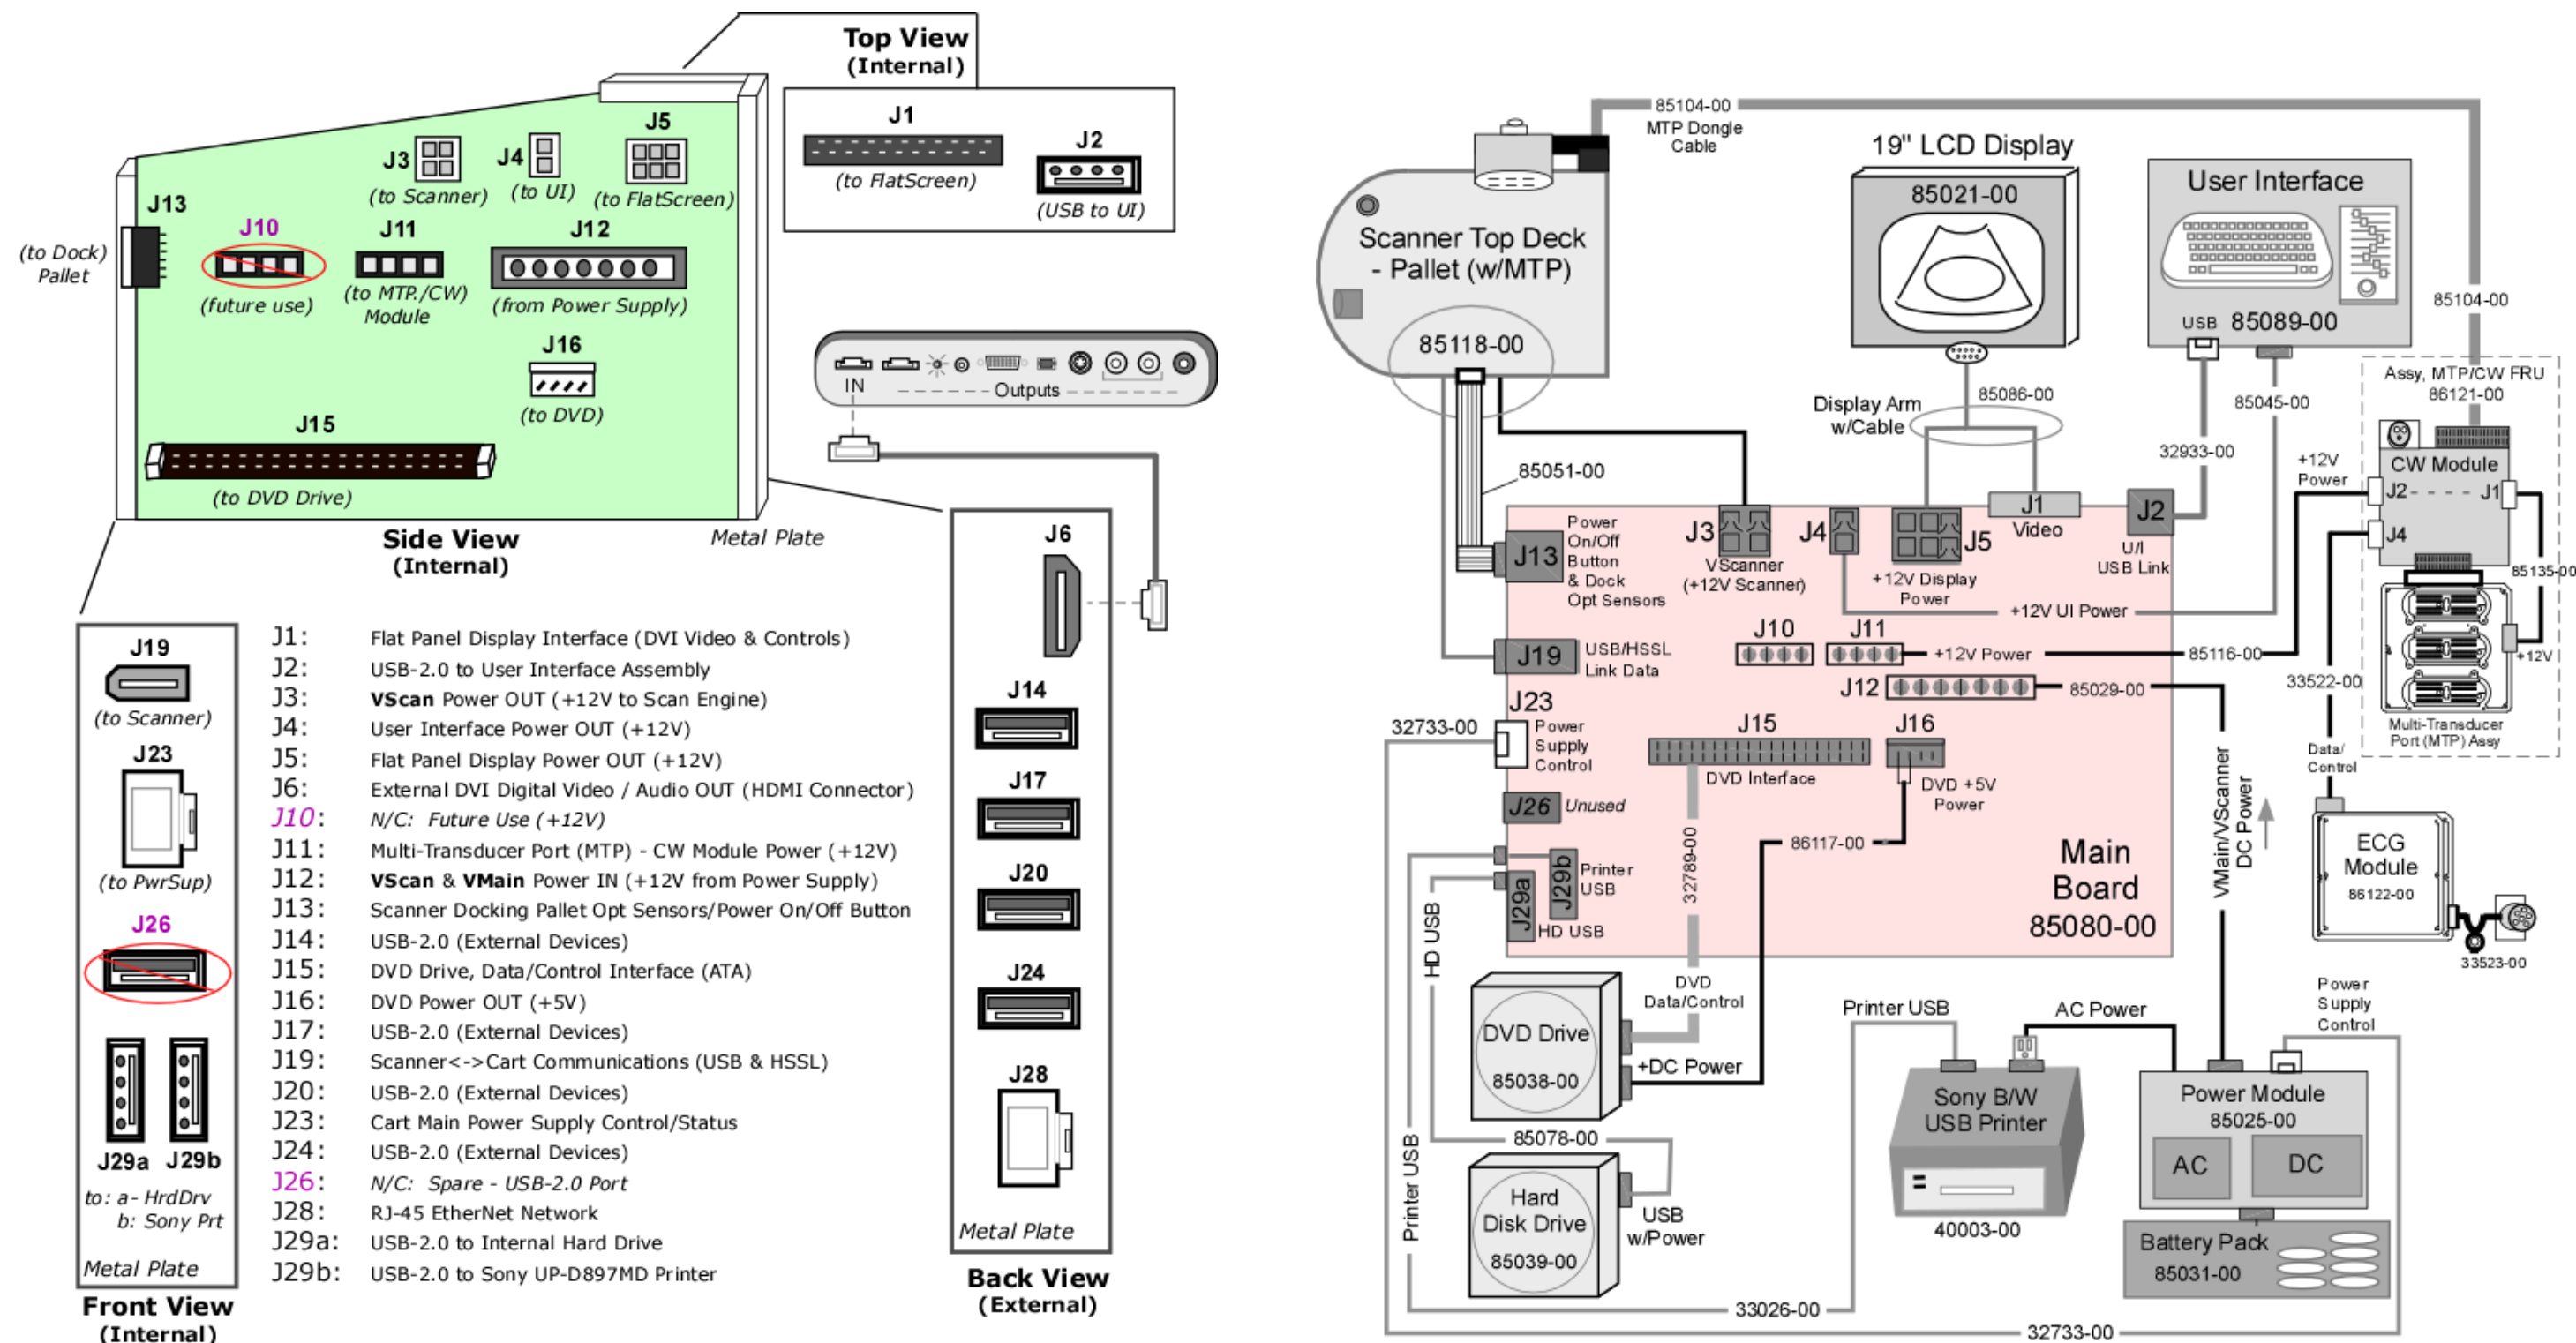 Top View
(Internal)
J1
(to FlatScreen)
J2
(USB to UI)
J3
(to Scanner)
J4
(to UI)
J5
(to FlatScreen)
J13
(to Dock)
Pallet
J10
(future use)
J11
(to MTP./CW)
Module
J12
(from Power Supply)
J16
(to DVD)
J15
(to DVD Drive)
Side View
(Internal)
Metal Plate
IN
Outputs
J19
(to Scanner)
J23
(to PwrSup)
J26
J29a
J29b
to: a- HrdDrv
b: Sony Prt
Metal Plate
Front View
(Internal)
J1: Flat Panel Display Interface (DVI Video & Controls)
J2: USB-2.0 to User Interface Assembly
J3: VScan Power OUT (+12V to Scan Engine)
J4: User Interface Power OUT (+12V)
J5: Flat Panel Display Power OUT (+12V)
J6: External DVI Digital Video / Audio OUT (HDMI Connector)
J10: N/C: Future Use (+12V)
J11: Multi-Transducer Port (MTP) - CW Module Power (+12V)
J12: VScan & VMain Power IN (+12V from Power Supply)
J13: Scanner Docking Pallet Opt Sensors/Power On/Off Button
J14: USB-2.0 (External Devices)
J15: DVD Drive, Data/Control Interface (ATA)
J16: DVD Power OUT (+5V)
J17: USB-2.0 (External Devices)
J19: Scanner<->Cart Communications (USB & HSSL)
J20: USB-2.0 (External Devices)
J23: Cart Main Power Supply Control/Status
J24: USB-2.0 (External Devices)
J26: N/C: Spare - USB-2.0 Port
J28: RJ-45 EtherNet Network
J29a: USB-2.0 to Internal Hard Drive
J29b: USB-2.0 to Sony UP-D897MD Printer
J6
J14
J17
J20
J24
J28
Metal Plate
Back View
(External)
85104-00
MTP Dongle
Cable
Scanner Top Deck
- Pallet (w/MTP)
85118-00
19" LCD Display
85021-00
User Interface
USB 85089-00
85104-00
Display Arm
w/Cable
85086-00
32933-00
85045-00
85051-00
Assy, MTP/CW FRU
86121-00
CW Module
J2
J1
J4
+12V
Power
85135-00
+12V
Multi-Transducer
Port (MTP) Assy
J13
Power
On/Off
Button
& Dock
Opt Sensors
J3
VScanner
(+12V Scanner)
J4
J5
+12V Display
Power
J1
Video
J2
U/I
USB Link
+12V UI Power
J19
USB/HSSL
Link Data
J10
J11
+12V Power
85116-00
J12
85029-00
33522-00
32733-00
J23
Power
Supply
Control
J15
DVD Interface
J16
DVD +5V
Power
J26
Unused
32789-00
86117-00
J29b
Printer
USB
J29a
HD USB
Main
Board
85080-00
VMain/VScanner
DC Power
Data/
Control
ECG
Module
86122-00
33523-00
HD USB
Printer USB
DVD
Data/Control
DVD Drive
85038-00
+DC Power
85078-00
Hard
Disk Drive
85039-00
USB
w/Power
Printer USB
AC Power
Sony B/W
USB Printer
40003-00
Power
Supply
Control
Power Module
85025-00
AC
DC
Battery Pack
85031-00
33026-00
32733-00